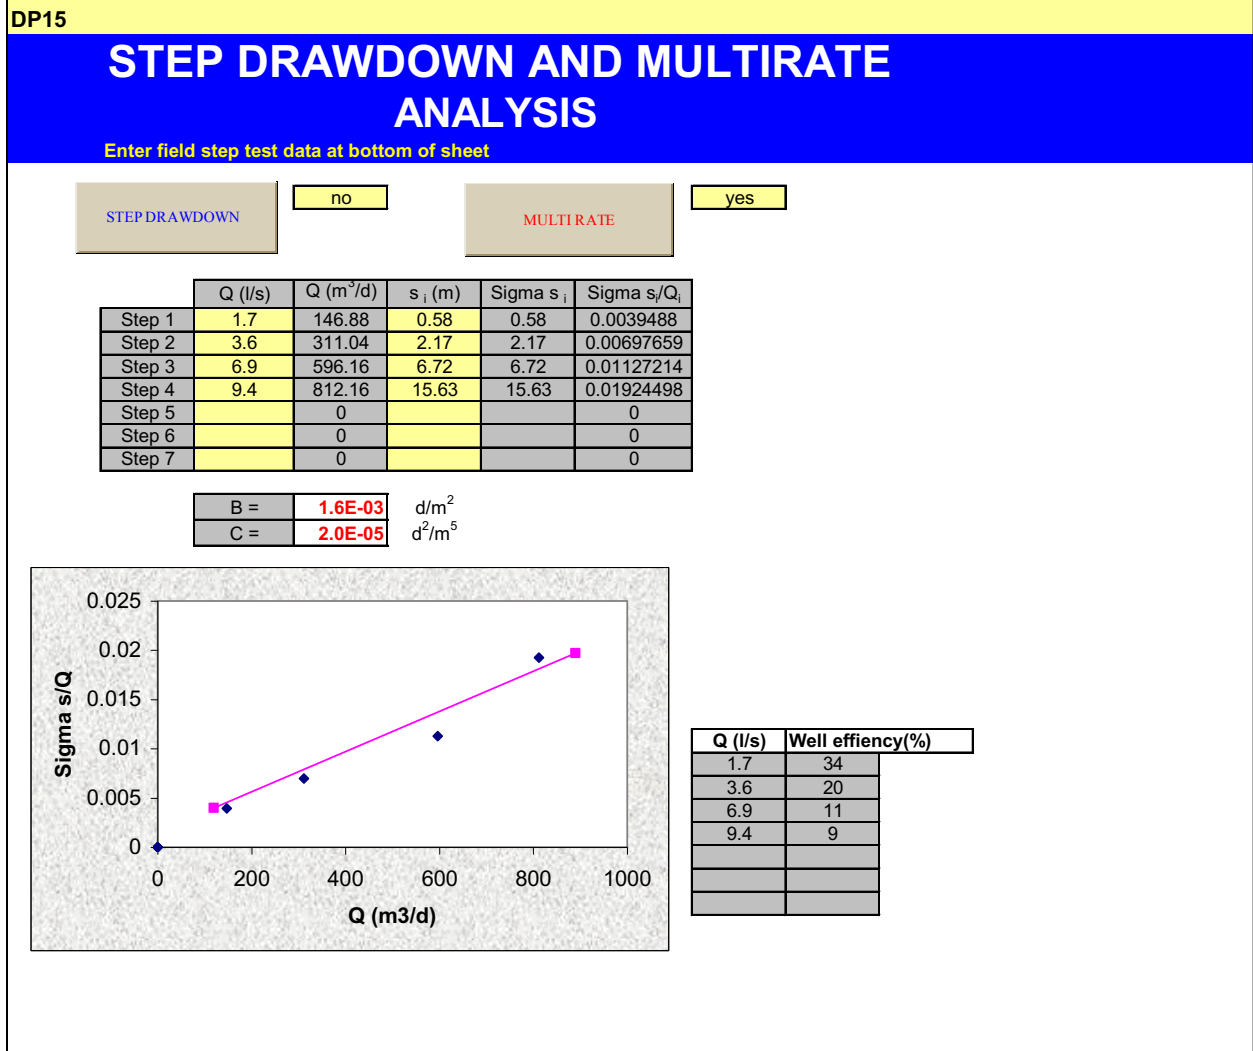 DP15
STEP DRAWDOWN AND MULTIRATE
ANALYSIS
Enter field step test data at bottom of sheet
STEP DRAWDOWN no MULTI RATE yes
Q (l/s) Q (m³/d) s i (m) Sigma s i Sigma si/Qi
Step 1 1.7 146.88 0.58 0.58 0.0039488
Step 2 3.6 311.04 2.17 2.17 0.00697659
Step 3 6.9 596.16 6.72 6.72 0.01127214
Step 4 9.4 812.16 15.63 15.63 0.01924498
Step 5 0 0
Step 6 0 0
Step 7 0 0
B = 1.6E-03 d/m²
C = 2.0E-05 d²/m⁵
0.025
0.02
0.015
0.01
0.005
0
Sigma s/Q
0 200 400 600 800 1000
Q (m3/d)
Q (l/s) Well effiency(%)
1.7 34
3.6 20
6.9 11
9.4 9